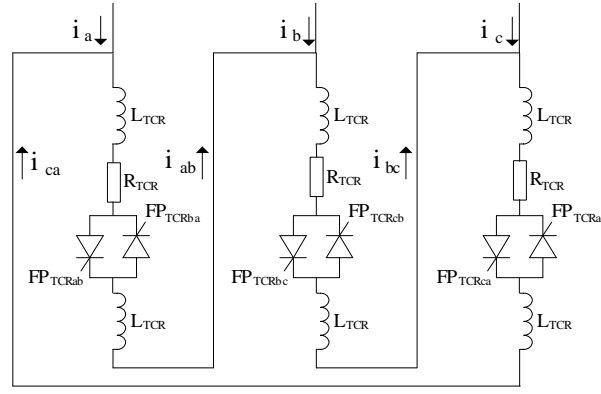 i a
i b
i c
L TCR
L TCR
L TCR
i ca
i ab
i bc
R TCR
R TCR
R TCR
FP TCRba
FP TCRcb
FP TCRa
FP TCRab
FP TCRbc
FP TCRca
L TCR
L TCR
L TCR